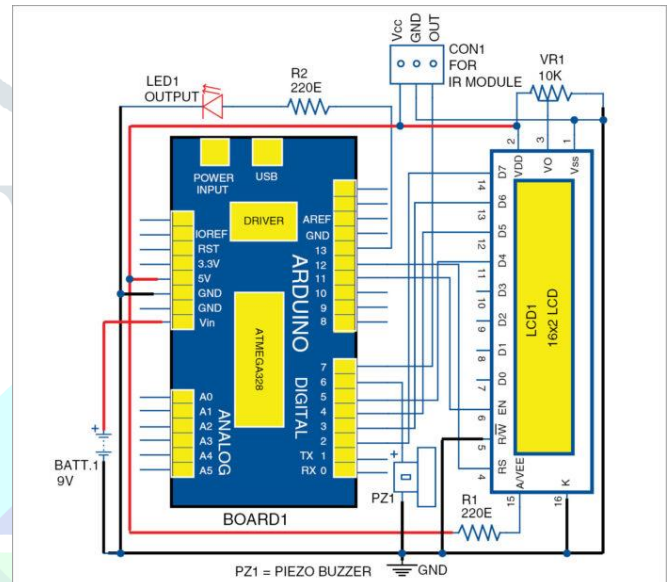 Vcc
GND
OUT
CON1
FOR
IR MODULE
VR1
10K
LED1
OUTPUT
R2
220E
2
3
1
VDD
VO
Vss
POWER
INPUT
USB
DRIVER
AREF
GND
13
12
11
10
9
8
IOREF
RST
3.3V
5V
GND
GND
Vin
ARDUINO
ATMEGA328
DIGITAL
7
6
5
4
3
2
TX 1
RX 0
ANALOG
A0
A1
A2
A3
A4
A5
14
13
12
11
10
9
8
7
6
5
4
D7
D6
D5
D4
D3
D2
D1
D0
EN
R/W
RS
LCD1
16x2 LCD
A/VEE
K
15
16
+
BATT.1
9V
+
PZ1
R1
220E
BOARD1
PZ1 = PIEZO BUZZER
GND